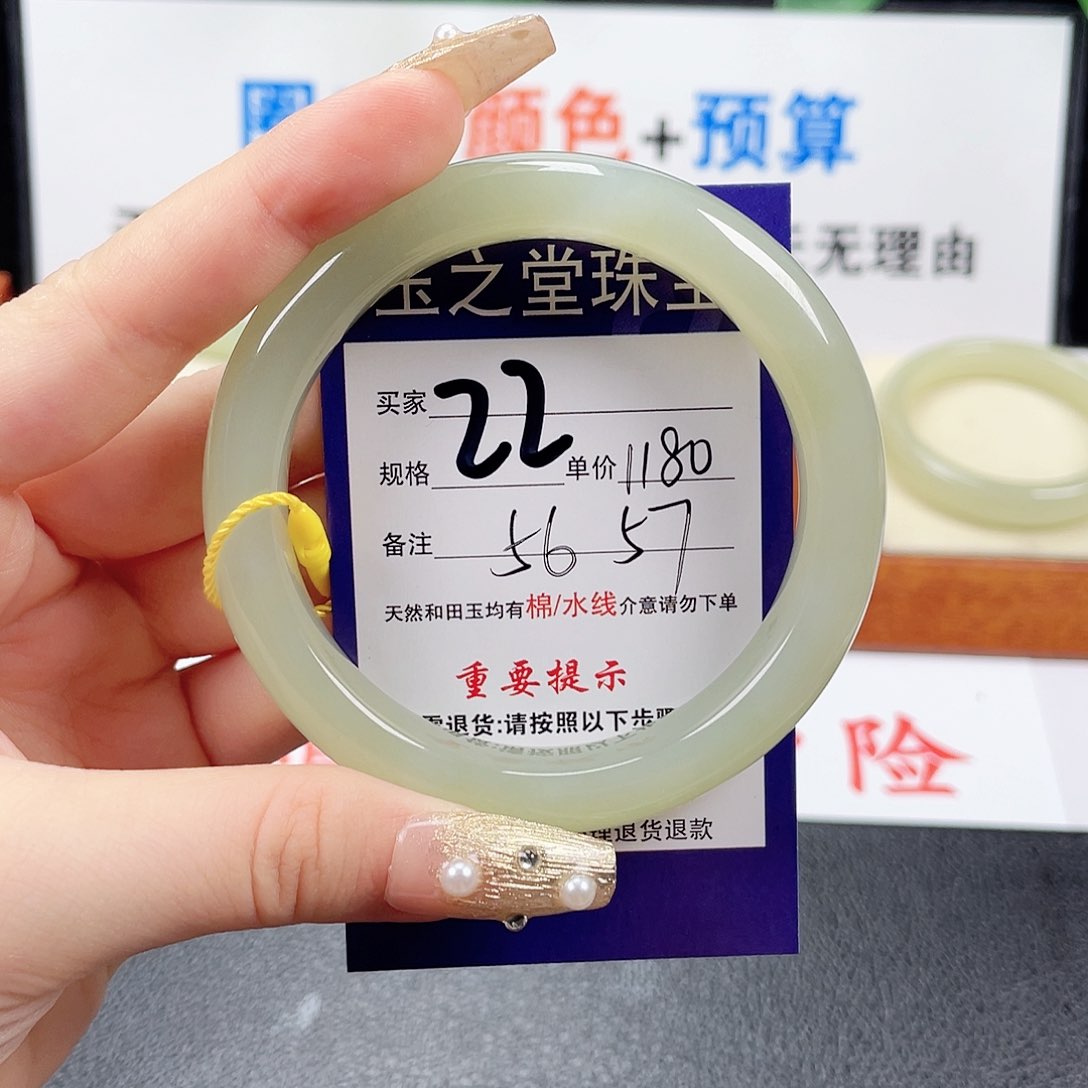 圈 颜色+预算
天无理由
玉之堂珠宝
买家 22
规格 单价 1180
备注 56 57
天然和田玉均有棉/水线介意请勿下单
重要提示
需退货:请按照以下步骤
理退货退款
险